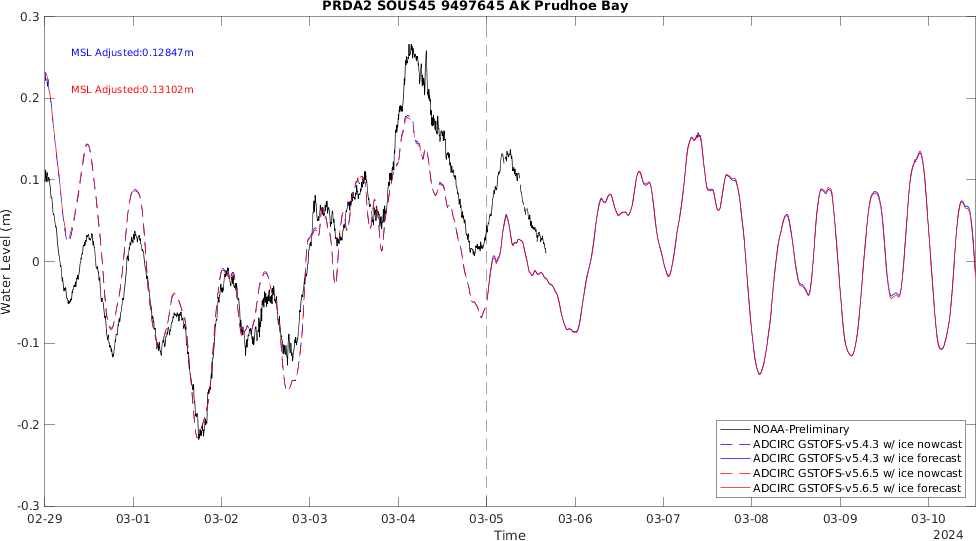 PRDA2 SOUS45 9497645 AK Prudhoe Bay
0.3
MSL Adjusted:0.12847m
MSL Adjusted:0.13102m
0.2
0.1
0
-0.1
-0.2
-0.3
Water Level (m)
NOAA-Preliminary
ADCIRC GSTOFS-v5.4.3 w/ ice nowcast
ADCIRC GSTOFS-v5.4.3 w/ ice forecast
ADCIRC GSTOFS-v5.6.5 w/ ice nowcast
ADCIRC GSTOFS-v5.6.5 w/ ice forecast
02-29 03-01 03-02 03-03 03-04 03-05 03-06 03-07 03-08 03-09 03-10
Time
2024